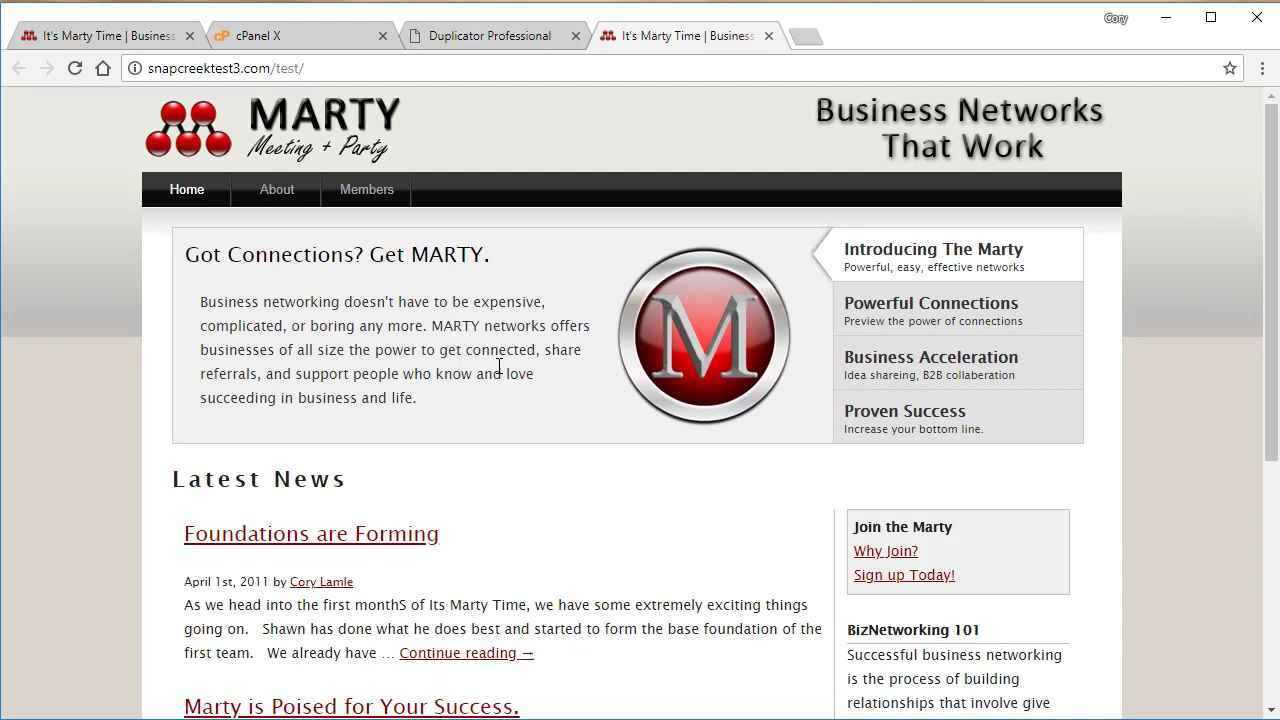 Cory
It's Marty Time | Business
cPanel X
Duplicator Professional
It's Marty Time | Business
snapcreektest3.com/test/
MARTY
Meeting + Party
Business Networks
That Work
Home
About
Members
Got Connections? Get MARTY.
Business networking doesn't have to be expensive,
complicated, or boring any more. MARTY networks offers
businesses of all size the power to get connected, share
referrals, and support people who know and love
succeeding in business and life.
M
Introducing The Marty
Powerful, easy, effective networks
Powerful Connections
Preview the power of connections
Business Acceleration
Idea shareing, B2B collaberation
Proven Success
Increase your bottom line.
Latest News
Foundations are Forming
April 1st, 2011 by Cory Lamle
As we head into the first monthS of Its Marty Time, we have some extremely exciting things
going on. Shawn has done what he does best and started to form the base foundation of the
first team. We already have … Continue reading →
Marty is Poised for Your Success.
Join the Marty
Why Join?
Sign up Today!
BizNetworking 101
Successful business networking
is the process of building
relationships that involve give